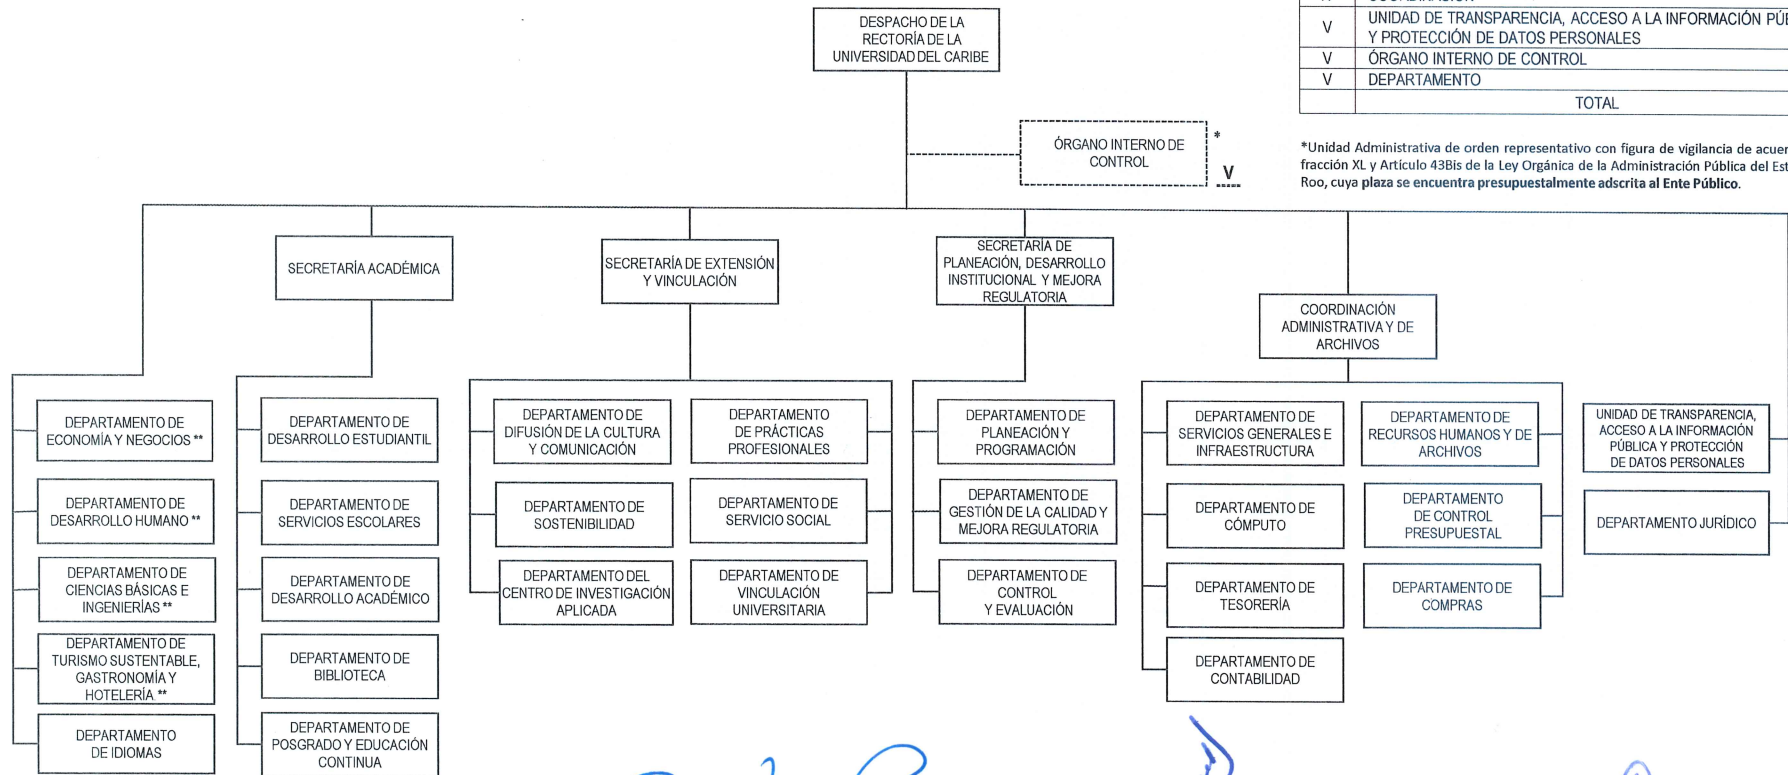 DESPACHO DE LA
RECTORÍA DE LA
UNIVERSIDAD DEL CARIBE
V
UNIDAD DE TRANSPARENCIA, ACCESO A LA INFORMACIÓN
Y PROTECCIÓN DE DATOS PERSONALES
V
ÓRGANO INTERNO DE CONTROL
V
DEPARTAMENTO
TOTAL
ÓRGANO INTERNO DE
CONTROL
*
V
*Unidad Administrativa de orden representativo con figura de vigilancia de
fracción XL y Artículo 43Bis de la Ley Orgánica de la Administración Pública del
Roo, cuya plaza se encuentra presupuestalmente adscrita al Ente Público.
SECRETARÍA ACADÉMICA
SECRETARÍA DE EXTENSIÓN
Y VINCULACIÓN
SECRETARÍA DE
PLANEACIÓN, DESARROLLO
INSTITUCIONAL Y MEJORA
REGULATORIA
COORDINACIÓN
ADMINISTRATIVA Y DE
ARCHIVOS
DEPARTAMENTO DE
ECONOMÍA Y NEGOCIOS **
DEPARTAMENTO DE
DESARROLLO HUMANO **
DEPARTAMENTO DE
CIENCIAS BÁSICAS E
INGENIERÍAS **
DEPARTAMENTO DE
TURISMO SUSTENTABLE,
GASTRONOMÍA Y
HOTELERÍA **
DEPARTAMENTO
DE IDIOMAS
DEPARTAMENTO DE
DESARROLLO ESTUDIANTIL
DEPARTAMENTO DE
SERVICIOS ESCOLARES
DEPARTAMENTO DE
DESARROLLO ACADÉMICO
DEPARTAMENTO DE
BIBLIOTECA
DEPARTAMENTO DE
POSGRADO Y EDUCACIÓN
CONTINUA
DEPARTAMENTO DE
DIFUSIÓN DE LA CULTURA
Y COMUNICACIÓN
DEPARTAMENTO DE
SOSTENIBILIDAD
DEPARTAMENTO DEL
CENTRO DE INVESTIGACIÓN
APLICADA
DEPARTAMENTO
DE PRÁCTICAS
PROFESIONALES
DEPARTAMENTO DE
SERVICIO SOCIAL
DEPARTAMENTO DE
VINCULACIÓN
UNIVERSITARIA
DEPARTAMENTO DE
PLANEACIÓN Y
PROGRAMACIÓN
DEPARTAMENTO DE
GESTIÓN DE LA CALIDAD Y
MEJORA REGULATORIA
DEPARTAMENTO DE
CONTROL
Y EVALUACIÓN
DEPARTAMENTO DE
SERVICIOS GENERALES E
INFRAESTRUCTURA
DEPARTAMENTO DE
CÓMPUTO
DEPARTAMENTO DE
TESORERÍA
DEPARTAMENTO DE
CONTABILIDAD
DEPARTAMENTO DE
RECURSOS HUMANOS Y DE
ARCHIVOS
DEPARTAMENTO
DE CONTROL
PRESUPUESTAL
DEPARTAMENTO DE
COMPRAS
UNIDAD DE TRANSPARENCIA,
ACCESO A LA INFORMACIÓN
PÚBLICA Y PROTECCIÓN
DE DATOS PERSONALES
DEPARTAMENTO JURÍDICO